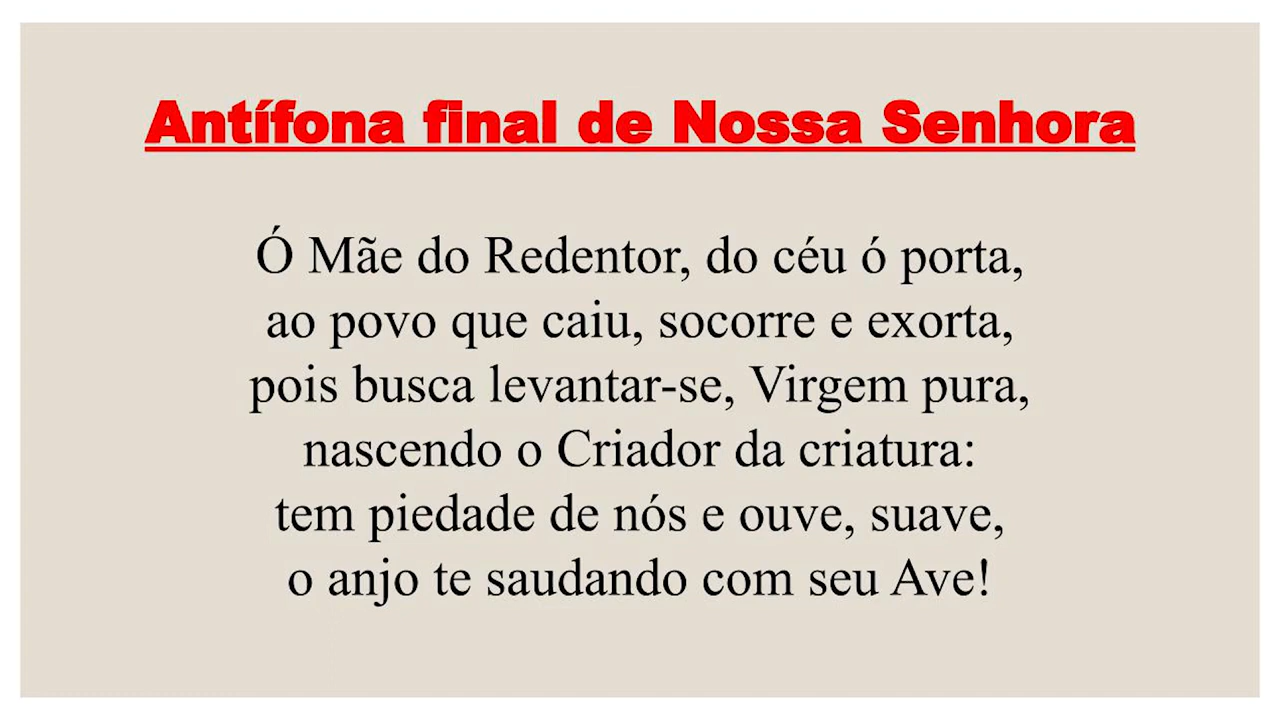 Antífona final de Nossa Senhora
Ó Mãe do Redentor, do céu ó porta,
ao povo que caiu, socorre e exorta,
pois busca levantar-se, Virgem pura,
nascendo o Criador da criatura:
tem piedade de nós e ouve, suave,
o anjo te saudando com seu Ave!